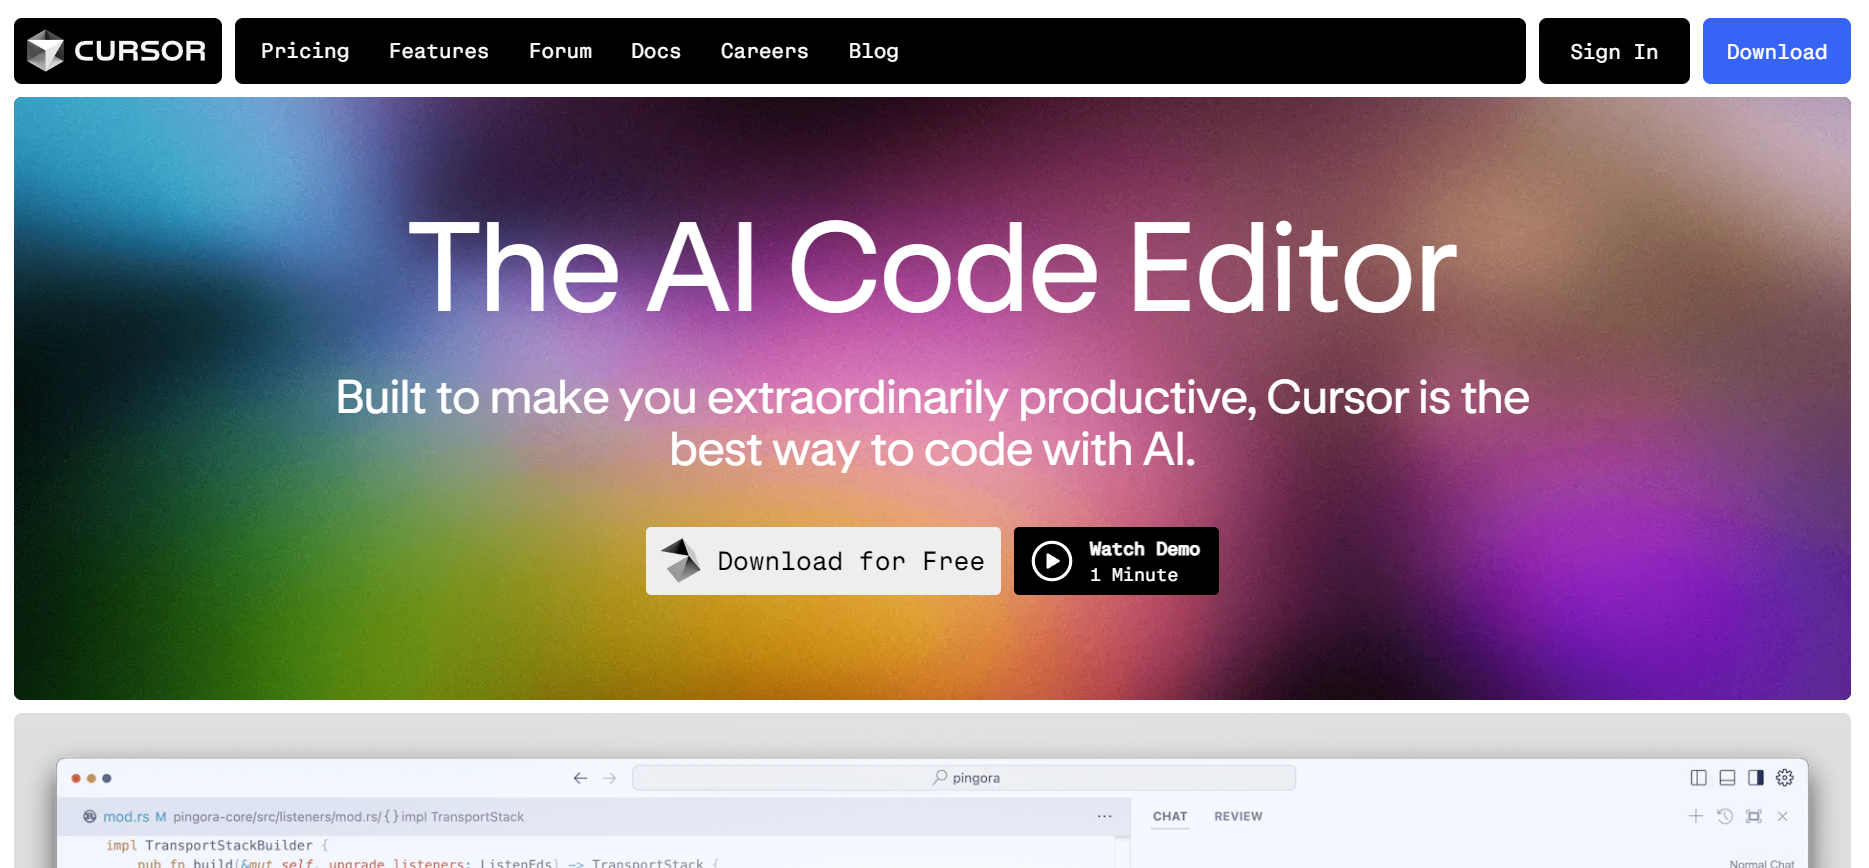 CURSOR
Pricing Features Forum Docs Careers Blog
Sign In
Download
The AI Code Editor
Built to make you extraordinarily productive, Cursor is the
best way to code with AI.
Download for Free
Watch Demo
1 Minute
pingora
mod.rs M pingora-core/src/listeners/mod.rs/{} impl TransportStack ...
CHAT REVIEW
impl TransportStackBuilder {
pub fn build(&mut self, upgrade_listeners: Option<ListenFds>) -> TransportStack {
Normal Chat